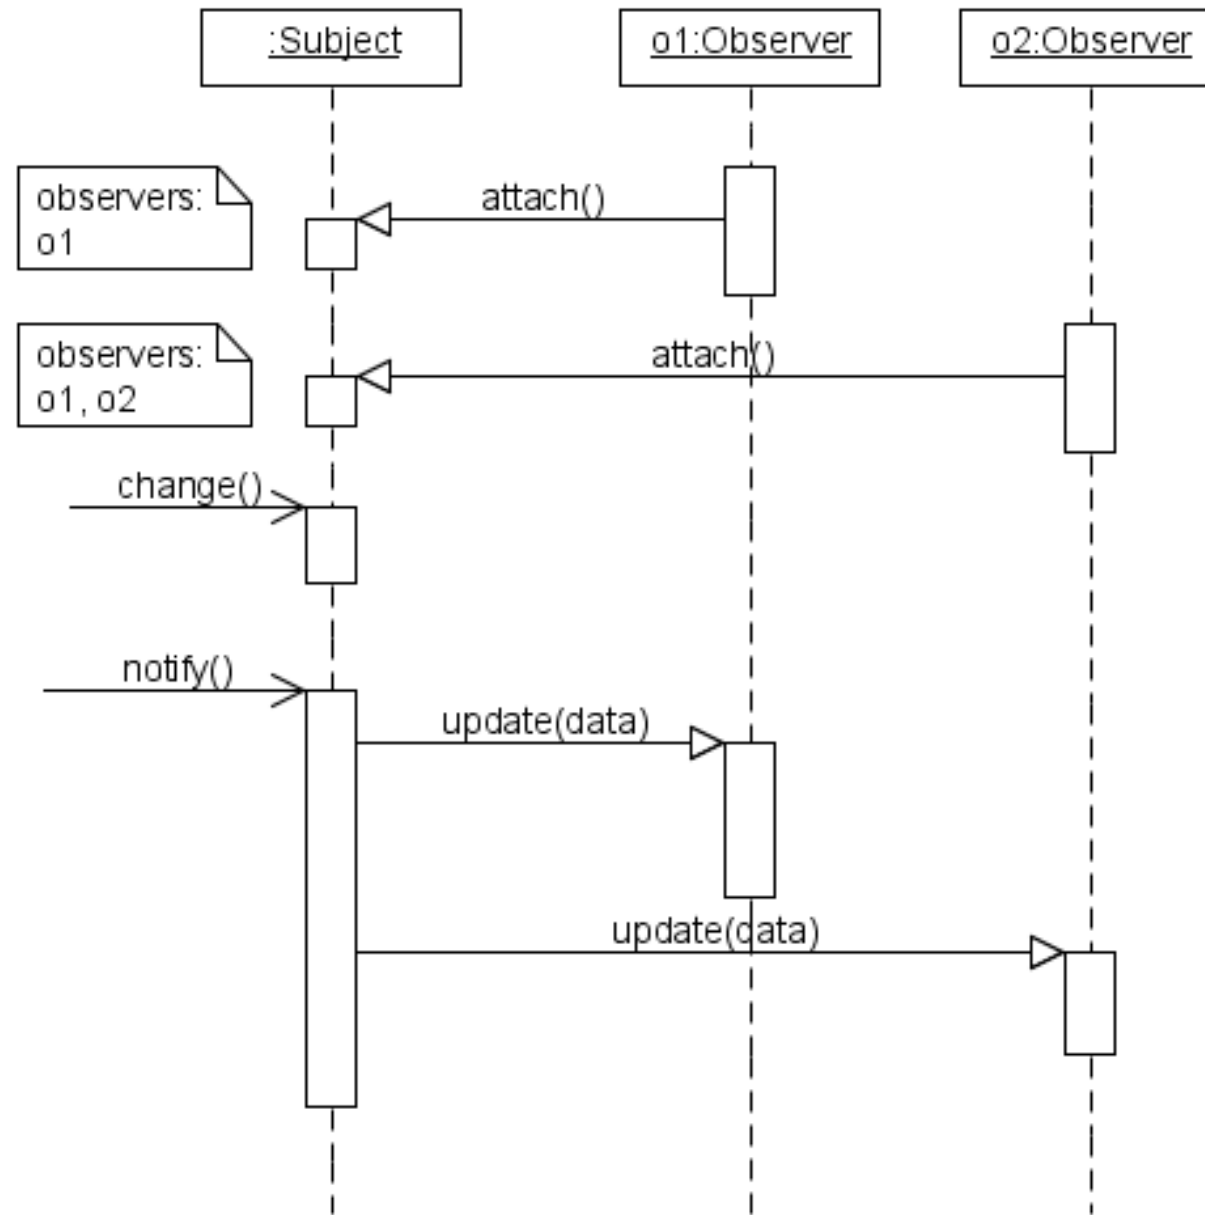 :Subject
o1:Observer
o2:Observer
observers:
o1
attach()
observers:
o1, o2
attach()
change()
notify()
update(data)
update(data)